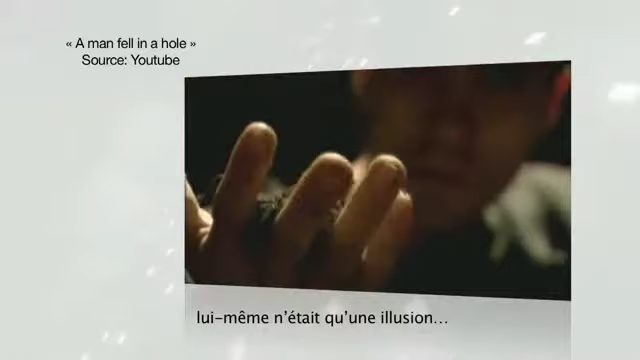 « A man fell in a hole »
Source: Youtube
lui-même n'était qu'une illusion…